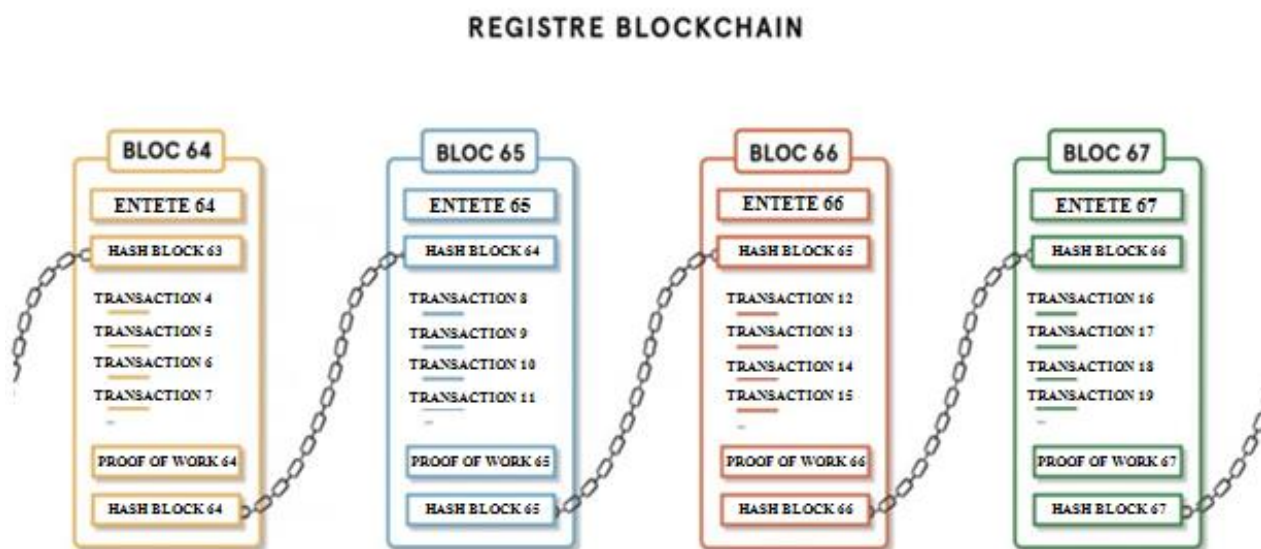 REGISTRE BLOCKCHAIN
BLOC 64
ENTETE 64
HASH BLOCK 63
TRANSACTION 4
TRANSACTION 5
TRANSACTION 6
TRANSACTION 7
PROOF OF WORK 64
HASH BLOCK 64
BLOC 65
ENTETE 65
HASH BLOCK 64
TRANSACTION 8
TRANSACTION 9
TRANSACTION 10
TRANSACTION 11
PROOF OF WORK 65
HASH BLOCK 65
BLOC 66
ENTETE 66
HASH BLOCK 65
TRANSACTION 12
TRANSACTION 13
TRANSACTION 14
TRANSACTION 15
PROOF OF WORK 66
HASH BLOCK 66
BLOC 67
ENTETE 67
HASH BLOCK 66
TRANSACTION 16
TRANSACTION 17
TRANSACTION 18
TRANSACTION 19
PROOF OF WORK 67
HASH BLOCK 67